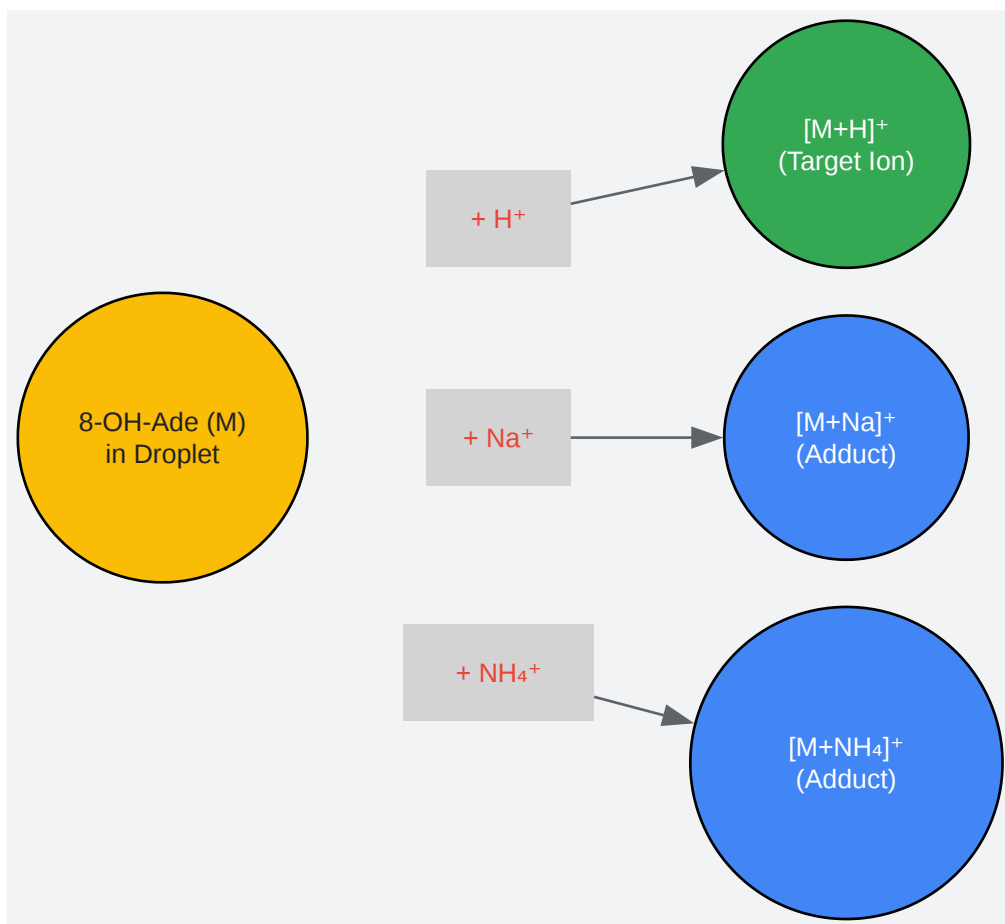 [M+H]⁺
(Target Ion)
+ H⁺
8-OH-Ade (M)
in Droplet
+ Na⁺
[M+Na]⁺
(Adduct)
+ NH₄⁺
[M+NH₄]⁺
(Adduct)